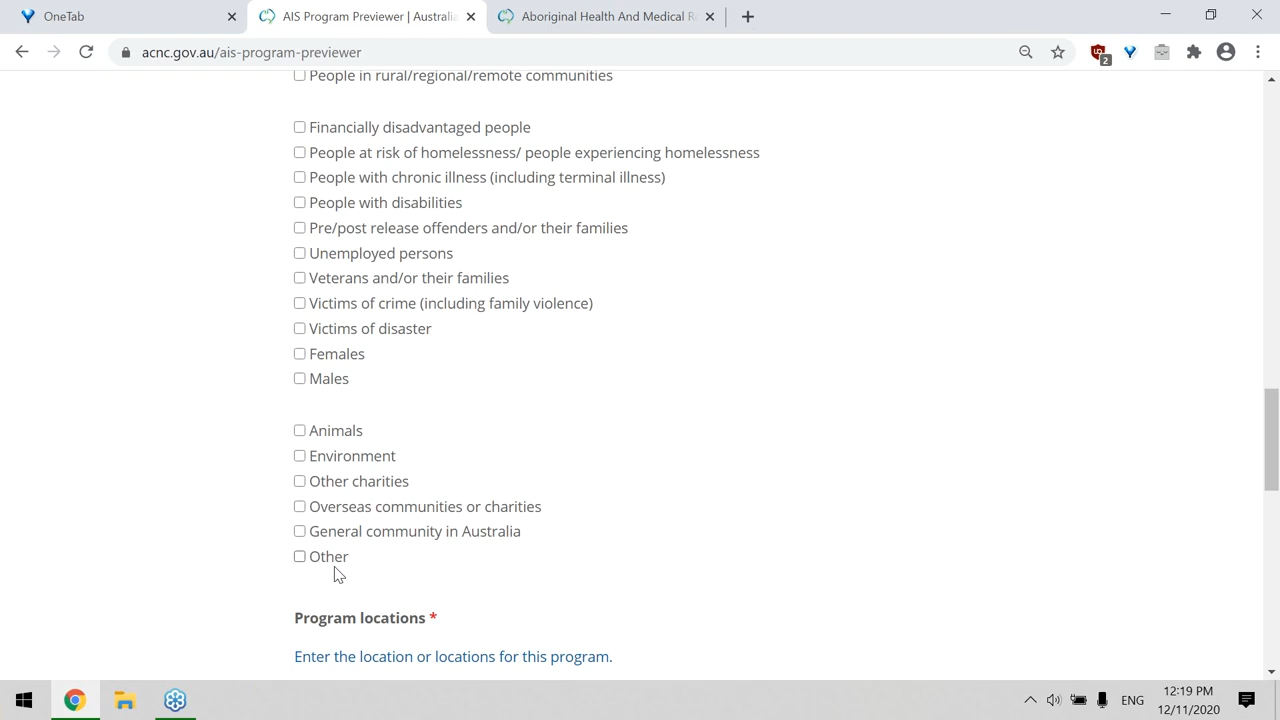 OneTab
AIS Program Previewer | Australia
Aboriginal Health And Medical R
acnc.gov.au/ais-program-previewer
2
People in rural/regional/remote communities
Financially disadvantaged people
People at risk of homelessness/ people experiencing homelessness
People with chronic illness (including terminal illness)
People with disabilities
Pre/post release offenders and/or their families
Unemployed persons
Veterans and/or their families
Victims of crime (including family violence)
Victims of disaster
Females
Males
Animals
Environment
Other charities
Overseas communities or charities
General community in Australia
Other
Program locations *
Enter the location or locations for this program.
ENG
12:19 PM
12/11/2020